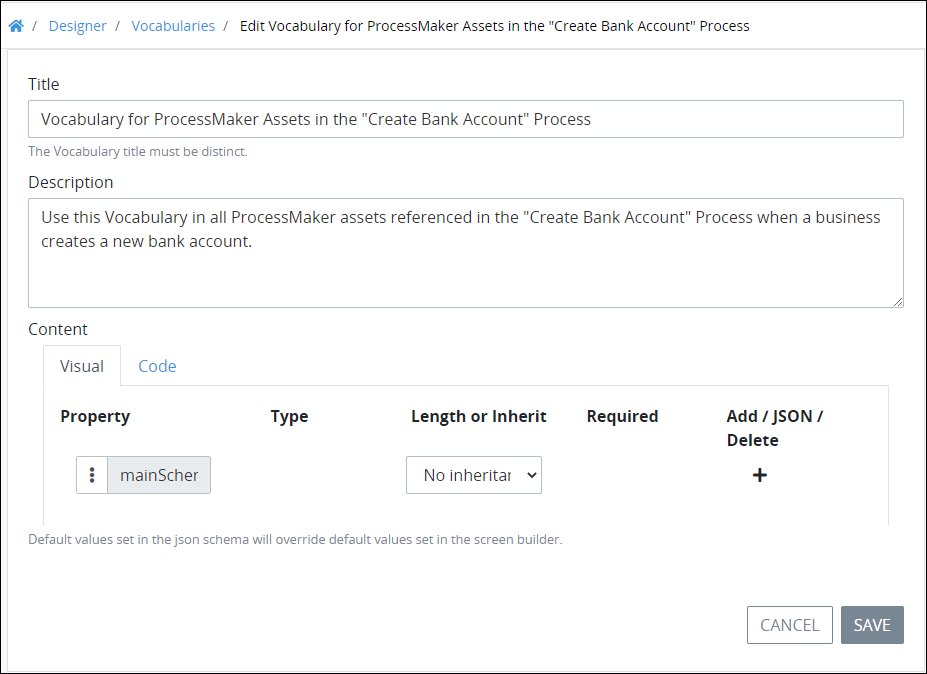 / Designer / Vocabularies / Edit Vocabulary for ProcessMaker Assets in the "Create Bank Account" Process
Title
Vocabulary for ProcessMaker Assets in the "Create Bank Account" Process
The Vocabulary title must be distinct.
Description
Use this Vocabulary in all ProcessMaker assets referenced in the "Create Bank Account" Process when a business
creates a new bank account.
Content
Visual Code
Property Type Length or Inherit Required Add / JSON /
Delete
mainScher No inheritar
Default values set in the json schema will override default values set in the screen builder.
CANCEL SAVE